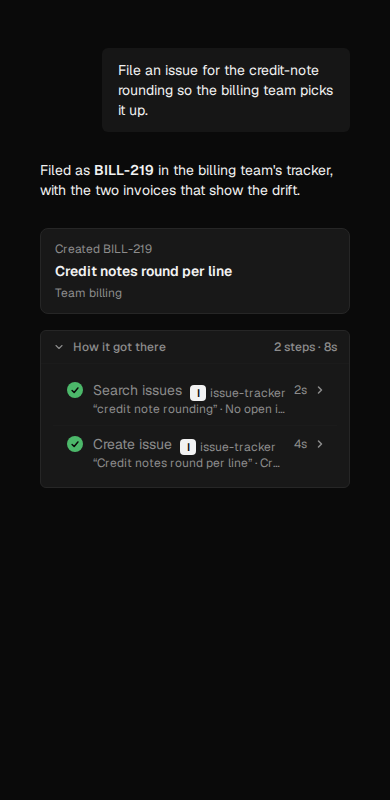 File an issue for the credit-note
rounding so the billing team picks
it up.
Filed as BILL-219 in the billing team's tracker,
with the two invoices that show the drift.
Created BILL-219
Credit notes round per line
Team billing
How it got there 2 steps · 8s
Search issues I issue-tracker 2s
"credit note rounding" · No open i…
Create issue I issue-tracker 4s
"Credit notes round per line" · Cr…